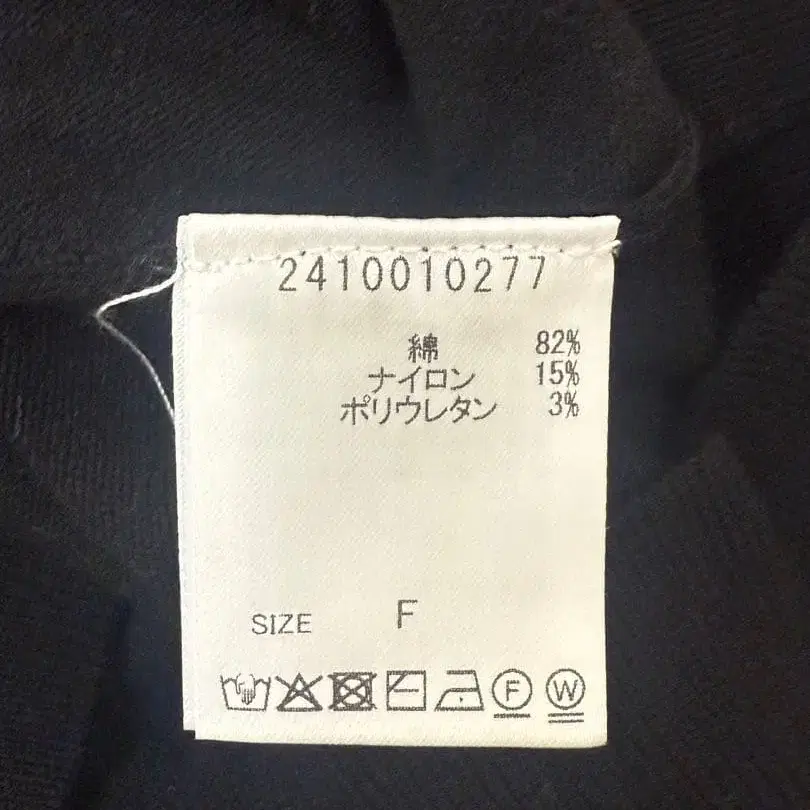 2410010277
綿 82%
ナイロン 15%
ポリウレタン 3%
SIZE F
F W